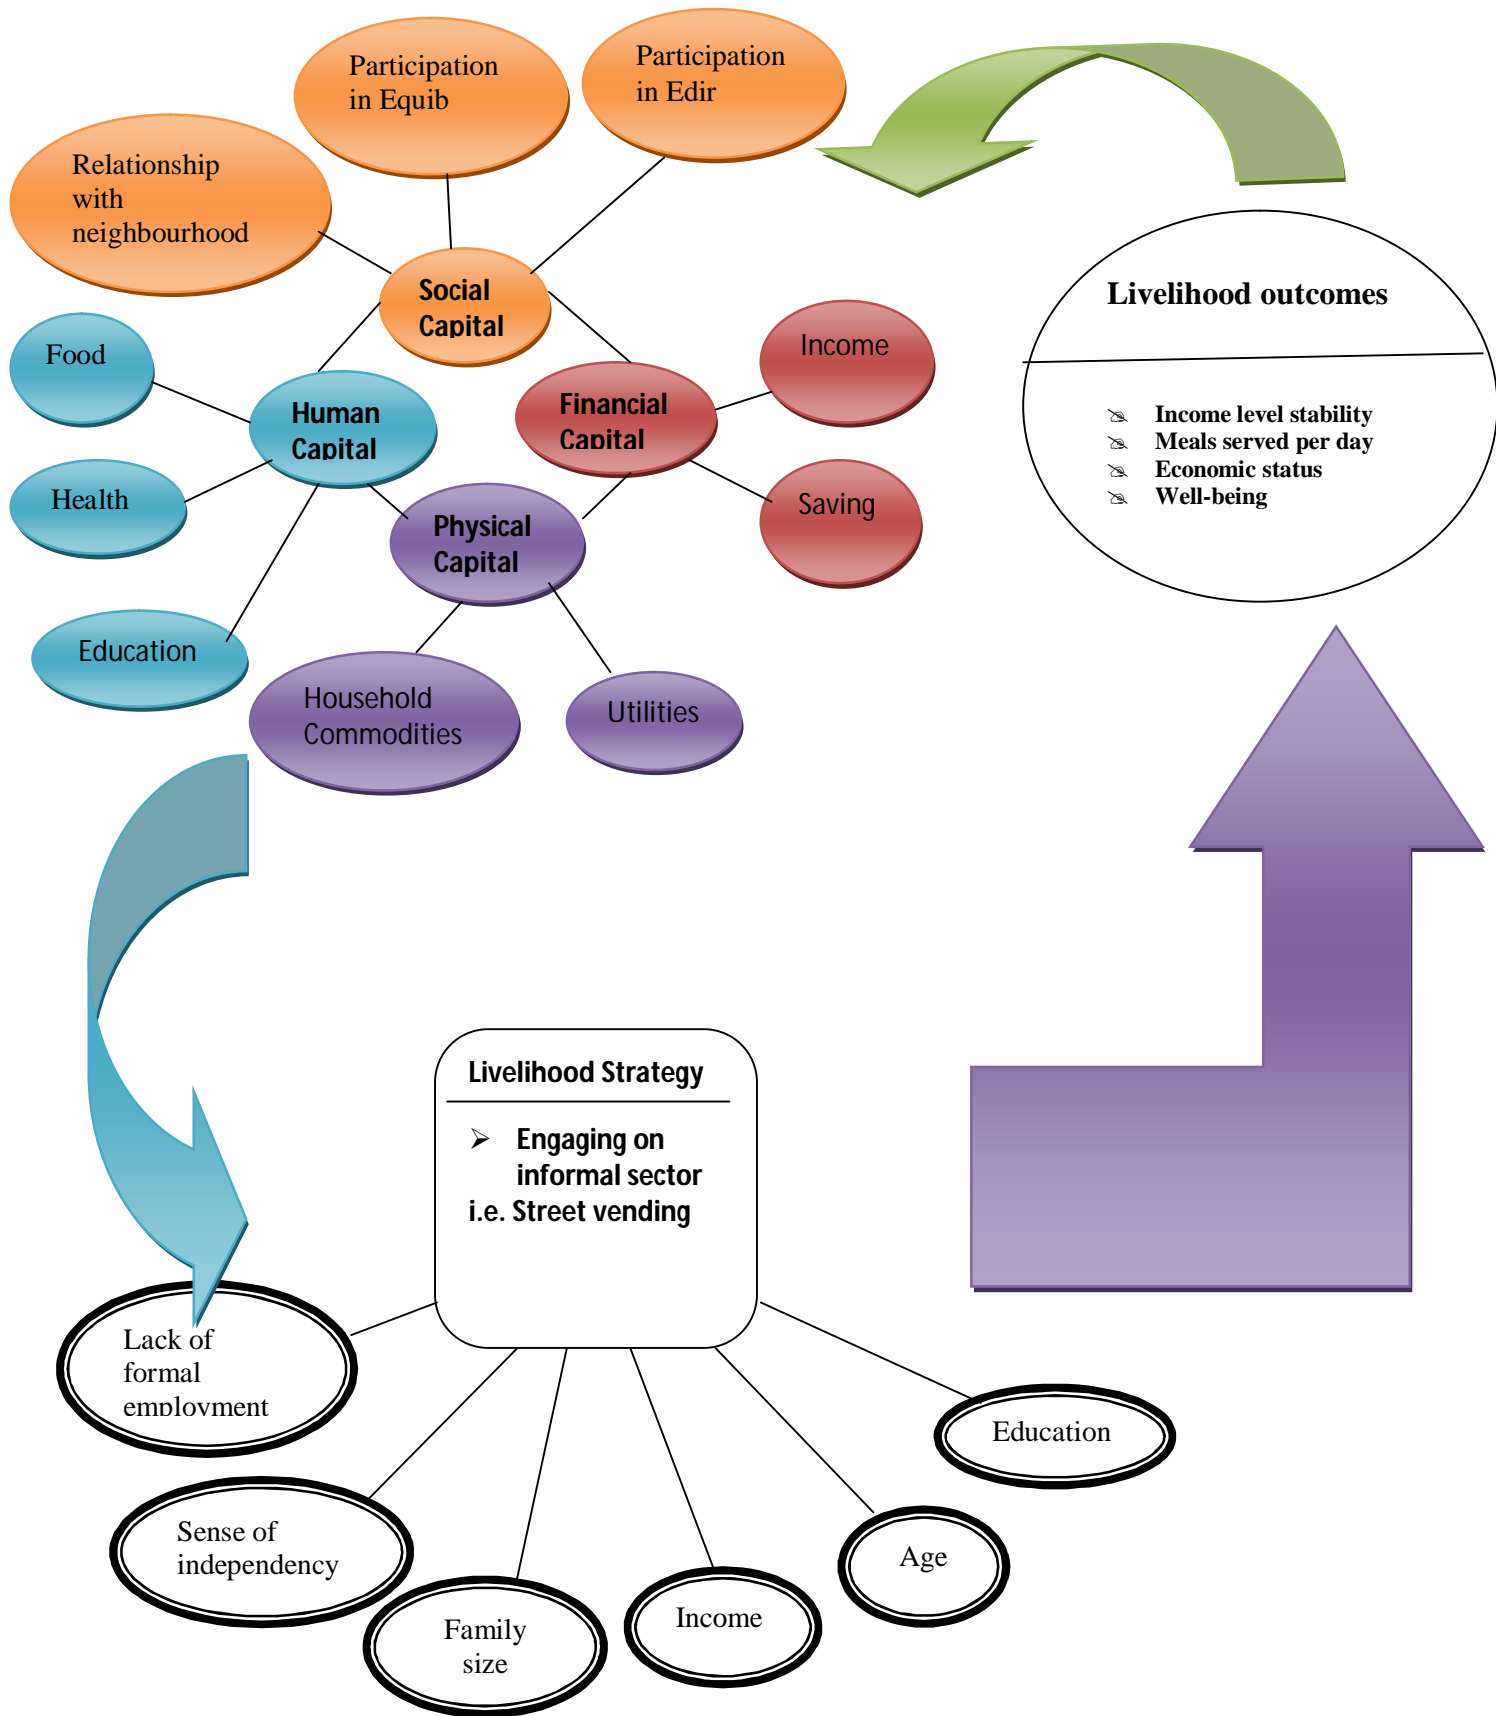 Participation
in Equib
Participation
in Edir
Relationship
with
neighbourhood
Social
Capital
Food
Human
Capital
Financial
Capital
Income
Health
Physical
Capital
Saving
Education
Household
Commodities
Utilities
Livelihood outcomes
Income level stability
Meals served per day
Economic status
Well-being
Livelihood Strategy
➢ Engaging on
informal sector
i.e. Street vending
Lack of
formal
employment
Sense of
independency
Family
size
Income
Age
Education